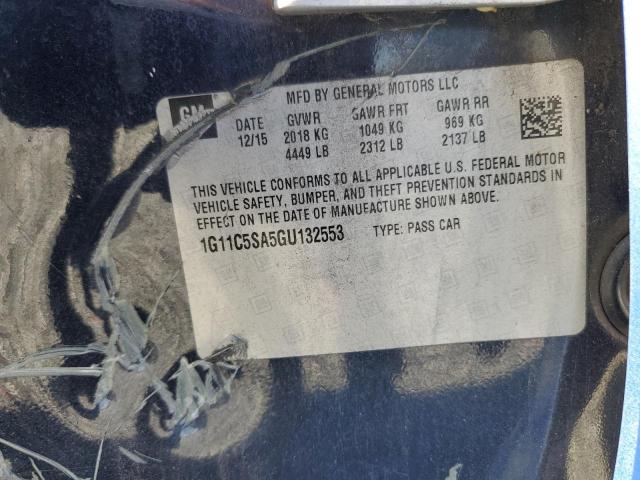 MFD BY GENERAL MOTORS LLC
GM
DATE GVWR GAWR FRT GAWR RR
12/15 2018 KG 1049 KG 969 KG
4449 LB 2312 LB 2137 LB
THIS VEHICLE CONFORMS TO ALL APPLICABLE U.S. FEDERAL MOTOR
VEHICLE SAFETY, BUMPER, AND THEFT PREVENTION STANDARDS IN
EFFECT ON THE DATE OF MANUFACTURE SHOWN ABOVE.
1G11C5SA5GU132553 TYPE: PASS CAR